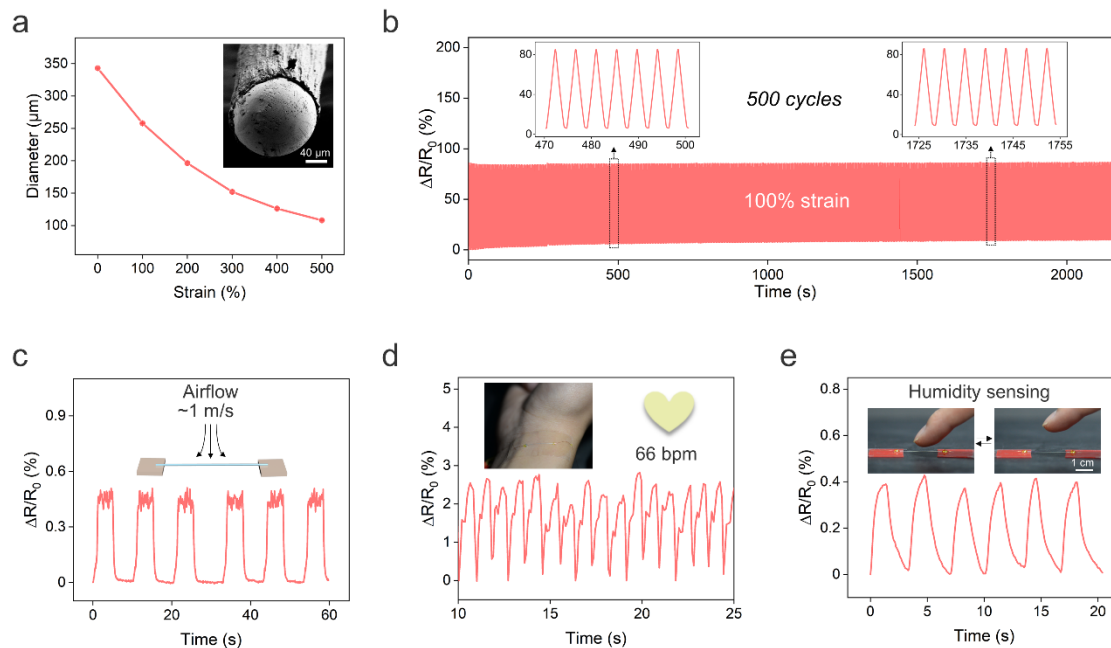 a
350
300
250
200
150
100
Diameter (µm)
0 100 200 300 400 500
Strain (%)
40 µm
b
200
150
100
50
0
ΔR/R0 (%)
80
40
0
470 480 490 500
500 cycles
80
40
0
1725 1735 1745 1755
100% strain
0 500 1000 1500 2000
Time (s)
c
0.9
0.6
0.3
0
ΔR/R0 (%)
Airflow
~1 m/s
0 20 40 60
Time (s)
d
5
4
3
2
1
0
ΔR/R0 (%)
66 bpm
10 15 20 25
Time (s)
e
0.8
0.6
0.4
0.2
0.0
ΔR/R0 (%)
Humidity sensing
1 cm
0 5 10 15 20
Time (s)